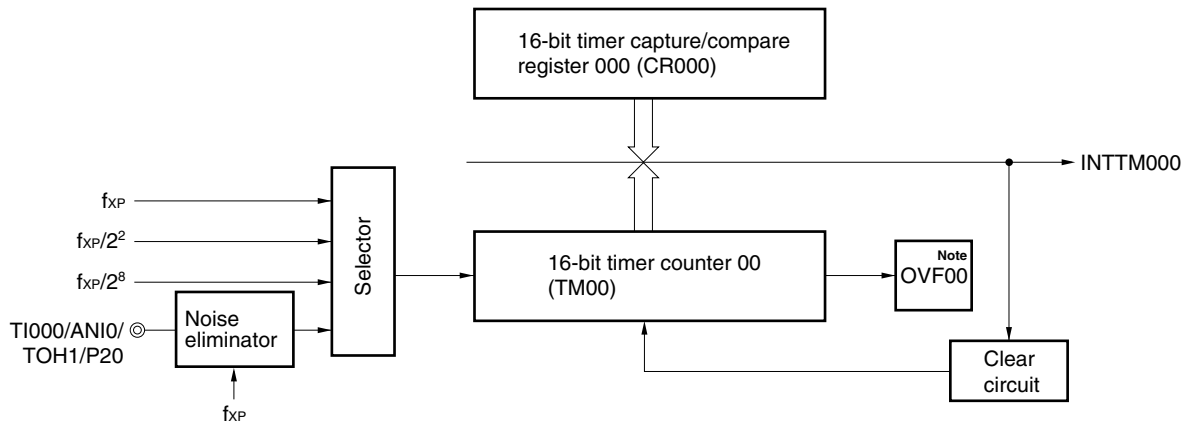 16-bit timer capture/compare
register 000 (CR000)
INTTM000
fXP
fXP/2²
fXP/2⁸
Selector
16-bit timer counter 00
(TM00)
Note
OVF00
TI000/ANI0/
TOH1/P20
Noise
eliminator
Clear
circuit
fXP